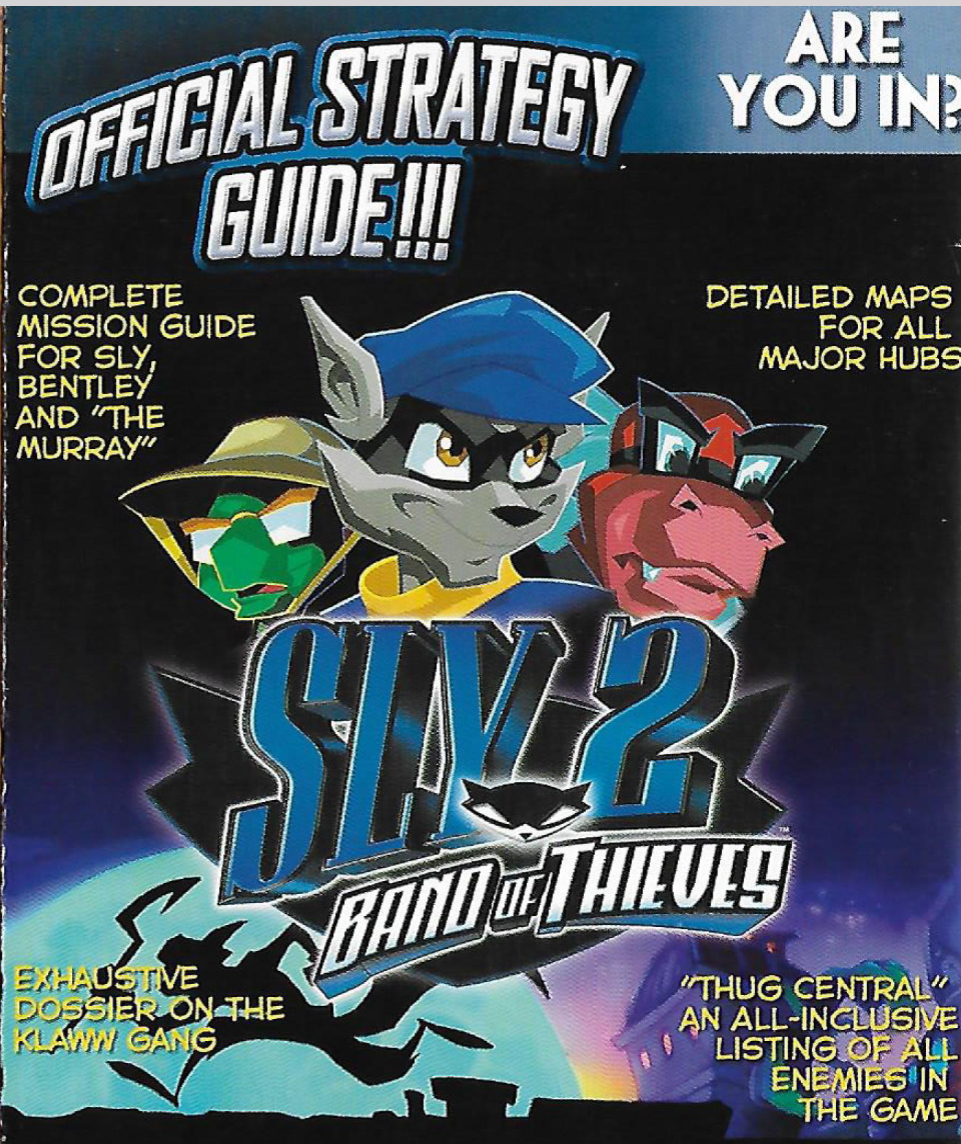 OFFICIAL STRATEGY
GUIDE!!!
ARE
YOU IN?
COMPLETE
MISSION GUIDE
FOR SLY,
BENTLEY
AND "THE
MURRAY"
DETAILED MAPS
FOR ALL
MAJOR HUBS
SLY 2
BAND OF THIEVES
TM
EXHAUSTIVE
DOSSIER ON THE
KLAWW GANG
"THUG CENTRAL"
AN ALL-INCLUSIVE
LISTING OF ALL
ENEMIES IN
THE GAME